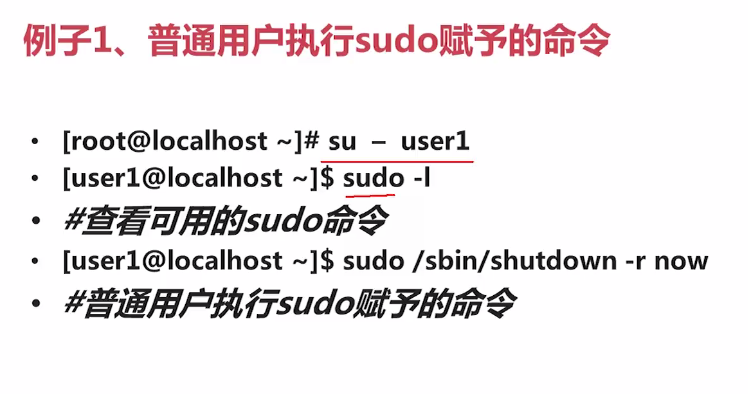 例子1、普通用户执行sudo赋予的命令
• [root@localhost ~]# su – user1
• [user1@localhost ~]$ sudo -l
• #查看可用的sudo命令
• [user1@localhost ~]$ sudo /sbin/shutdown -r now
• #普通用户执行sudo赋予的命令